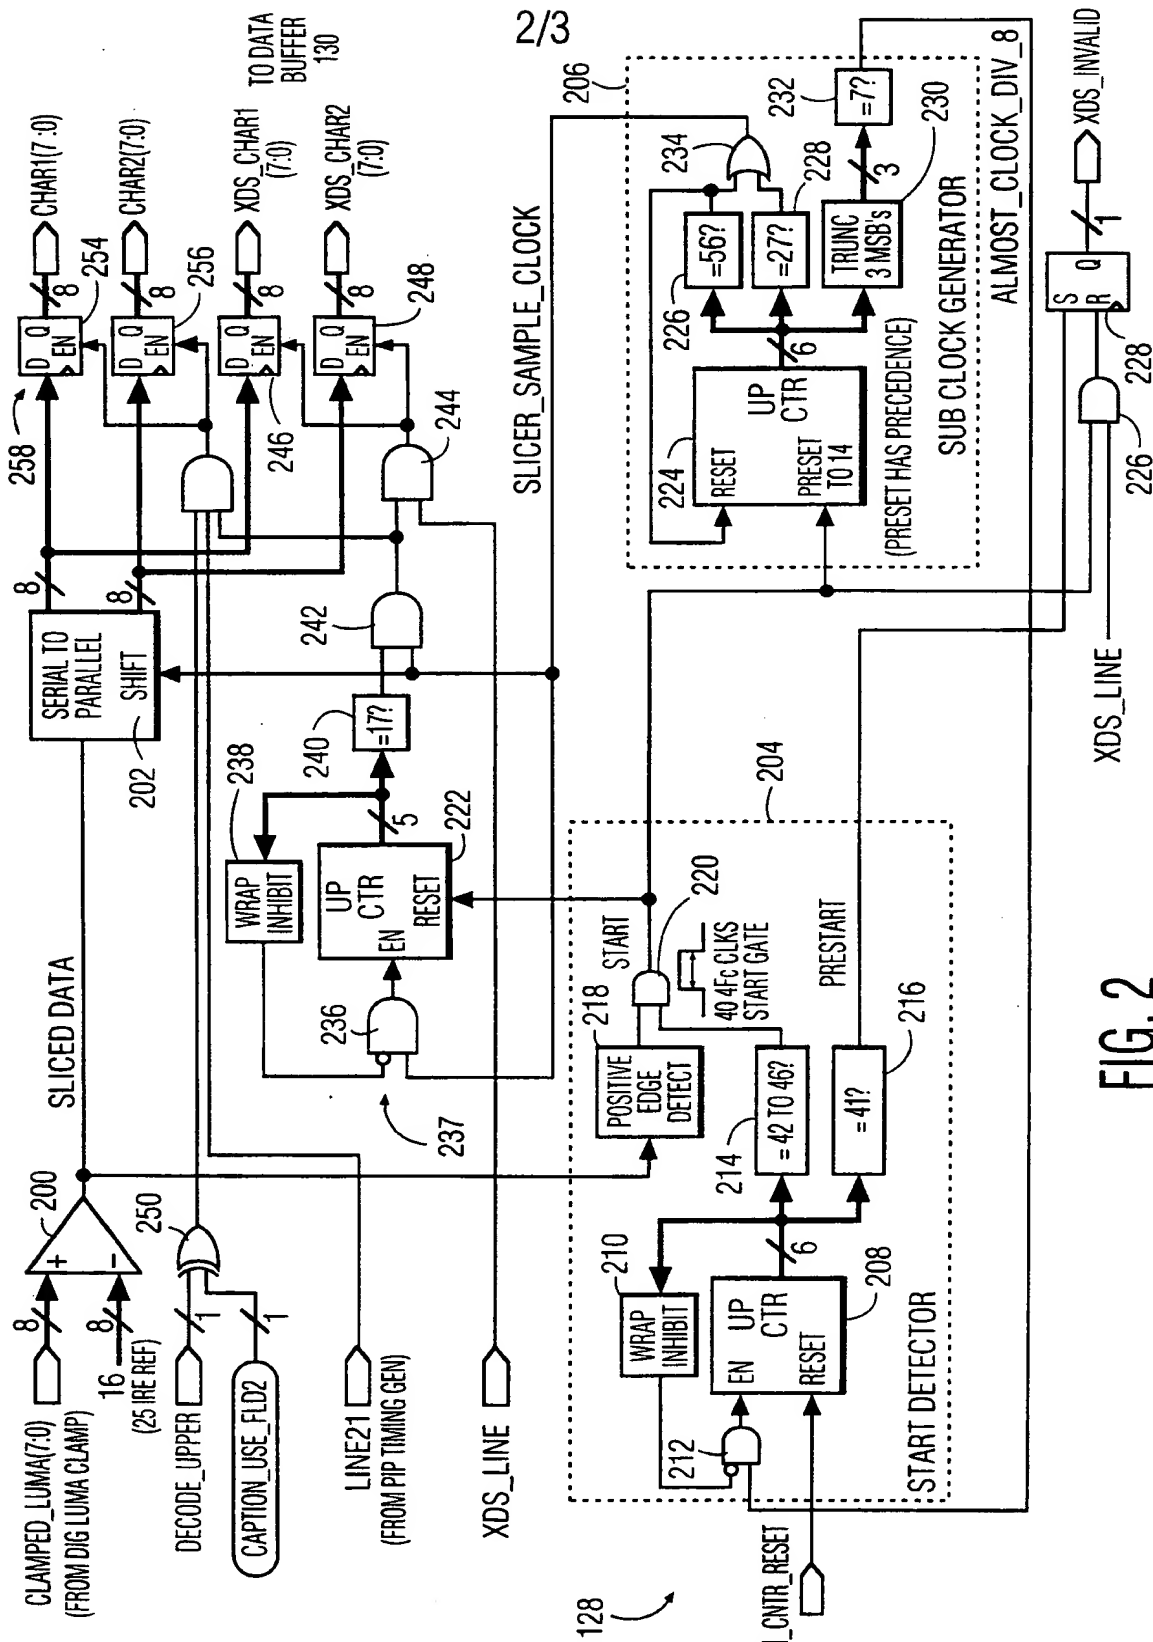 2/3
CLAMPED_LUMA(7:0)
(FROM DIG LUMA CLAMP)
8
16
8
(25 IRE REF)
+
–
200
SLICED DATA
DECODE_UPPER
1
CAPTION_USE_FLD2
1
250
LINE21
(FROM PIP TIMING GEN)
XDS_LINE
SERIAL TO
PARALLEL
SHIFT
202
8
8
258
D Q
EN
8
CHAR1(7:0)
254
D Q
EN
8
CHAR2(7:0)
256
D Q
EN
8
XDS_CHAR1
(7:0)
246
D Q
EN
8
XDS_CHAR2
(7:0)
248
TO DATA
BUFFER
130
237
236
WRAP
INHIBIT
238
UP
CTR
EN
RESET
222
5
=17?
240
242
244
SLICER_SAMPLE_CLOCK
128
I_CNTR_RESET
START DETECTOR
204
212
WRAP
INHIBIT
210
UP
CTR
EN
RESET
208
6
POSITIVE
EDGE
DETECT
218
=42 TO 46?
214
=41?
216
START
220
40 4Fc CLKS
START GATE
PRESTART
206
224
RESET
UP
CTR
PRESET
TO 14
(PRESET HAS PRECEDENCE)
SUB CLOCK GENERATOR
6
226
=56?
=27?
228
234
TRUNC
3 MSB's
230
3
232
=7?
ALMOST_CLOCK_DIV_8
XDS_LINE
226
S
R
Q
228
1
XDS_INVALID
FIG. 2